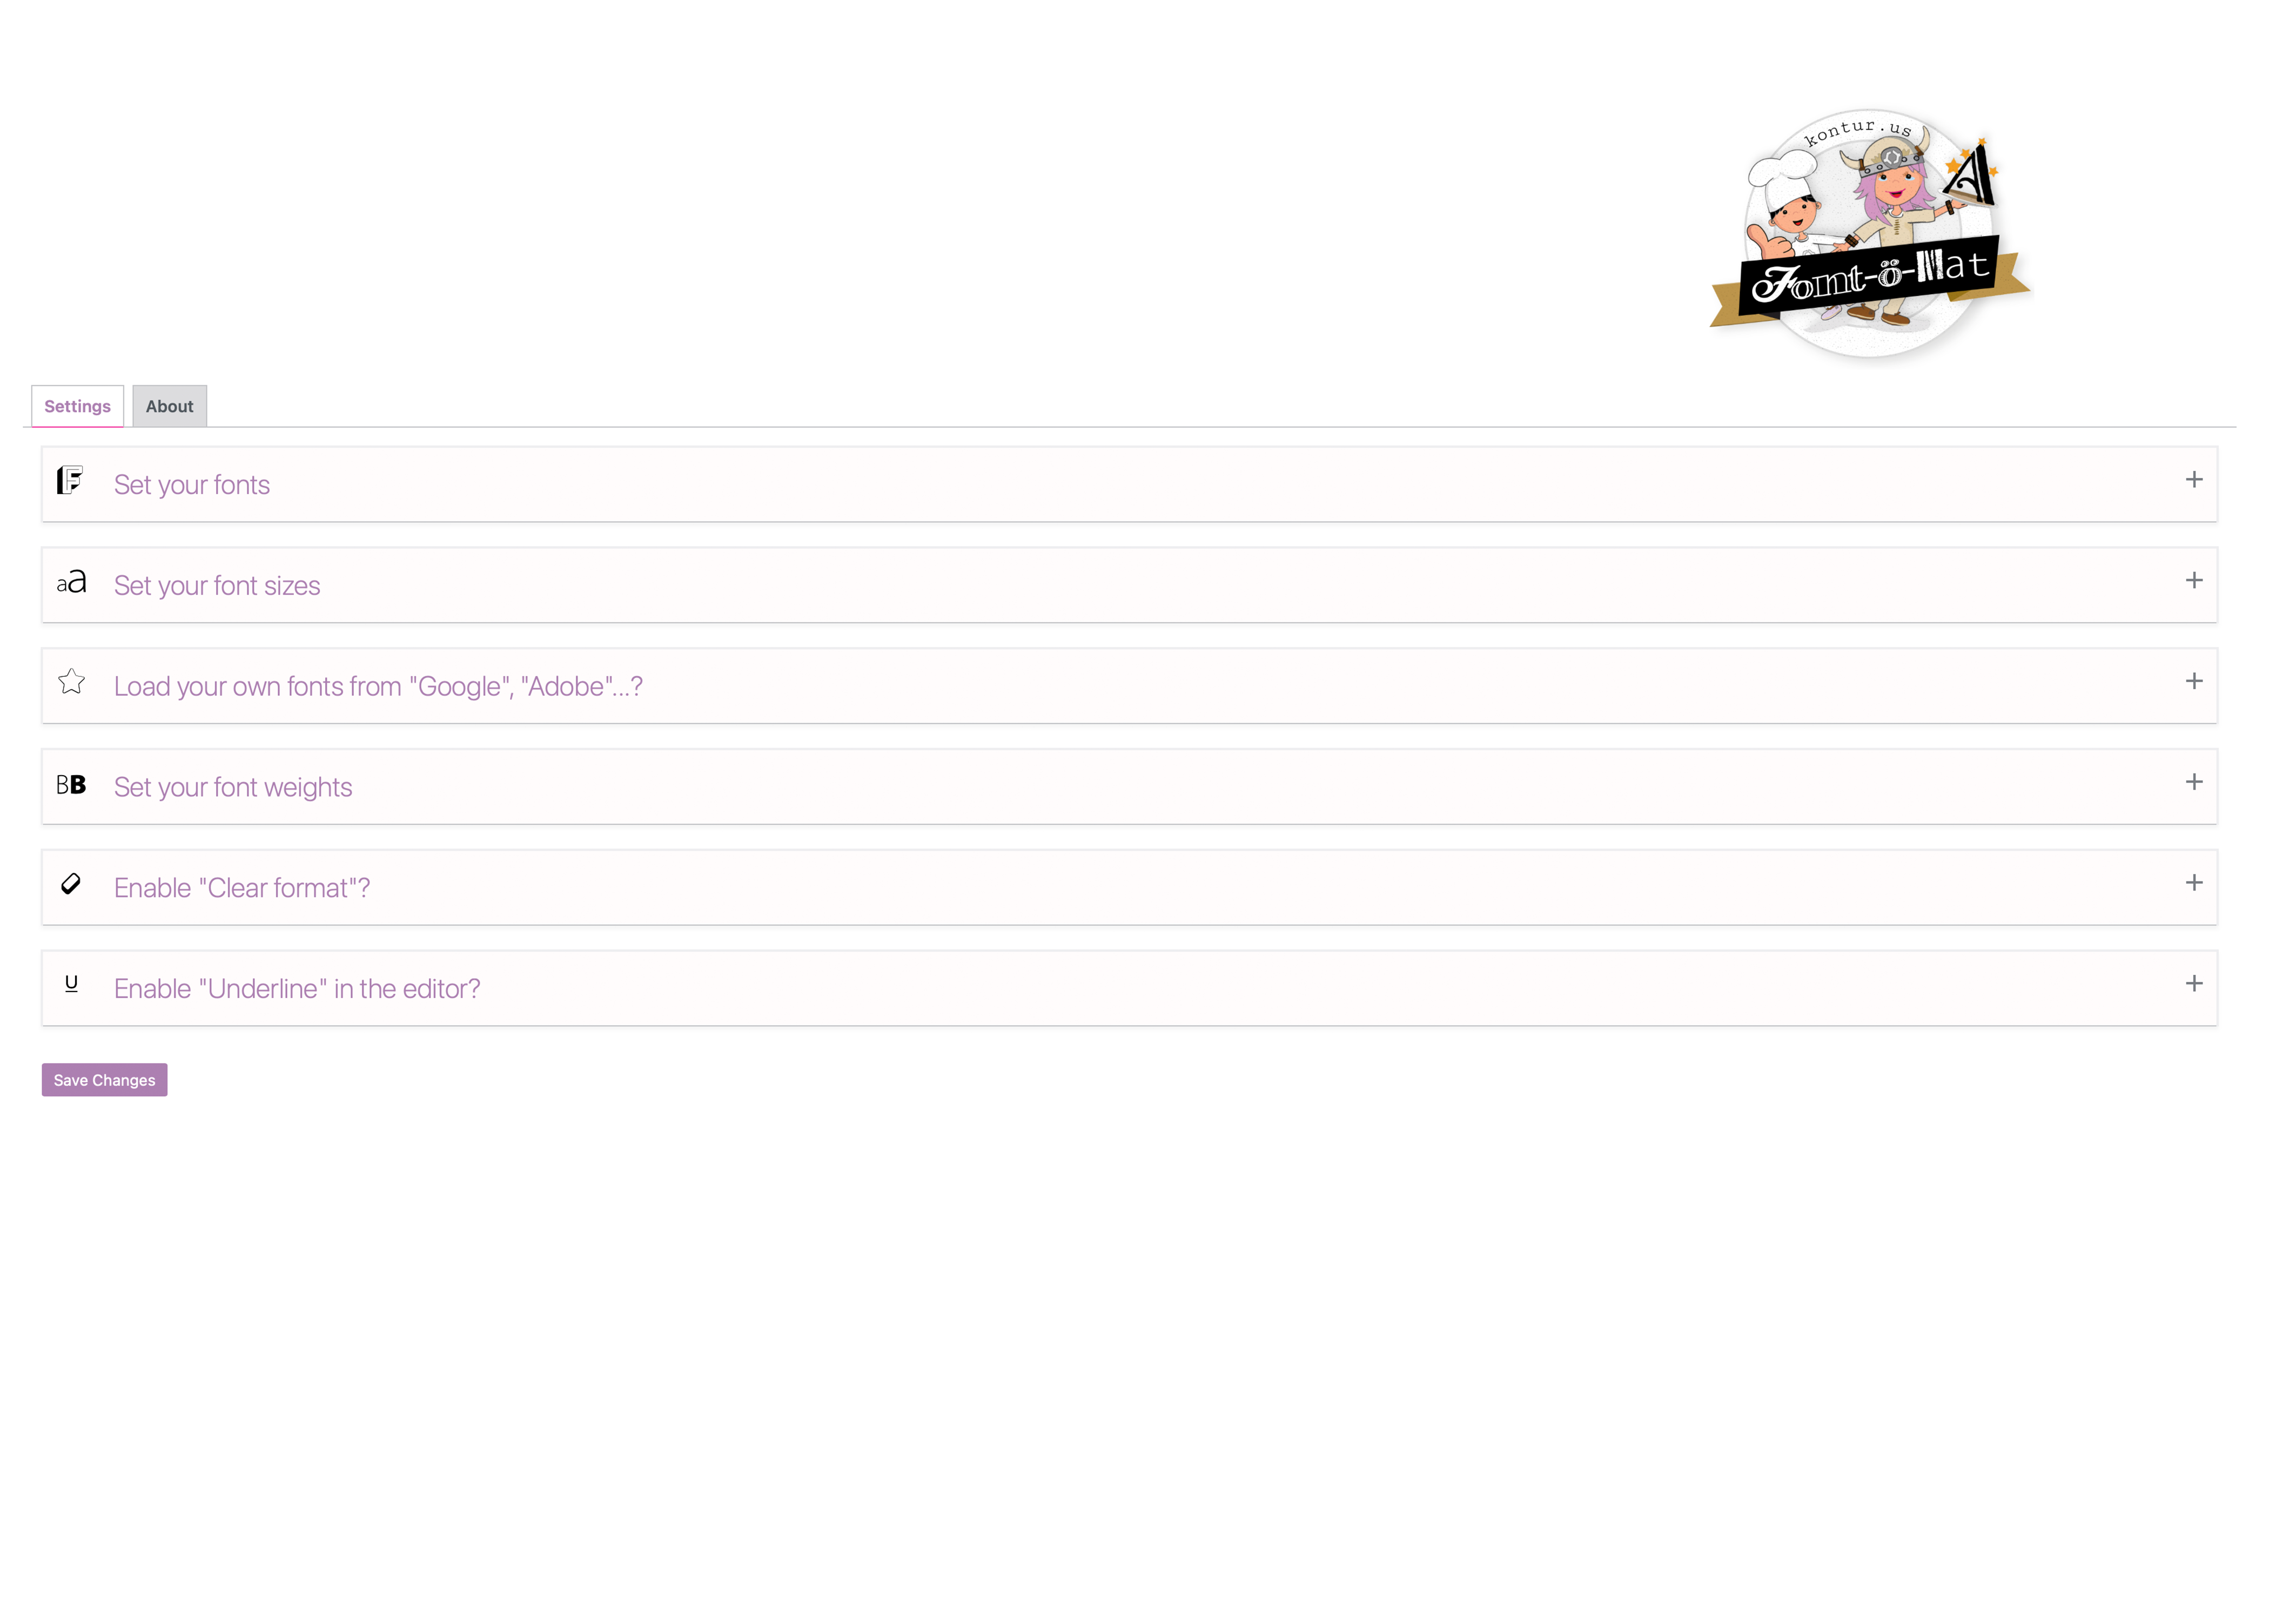 kontur.us
A
Font-ö-Mat
Settings
About
F
Set your fonts
aa
Set your font sizes
Load your own fonts from "Google", "Adobe"...?
BB
Set your font weights
Enable "Clear format"?
U
Enable "Underline" in the editor?
Save Changes